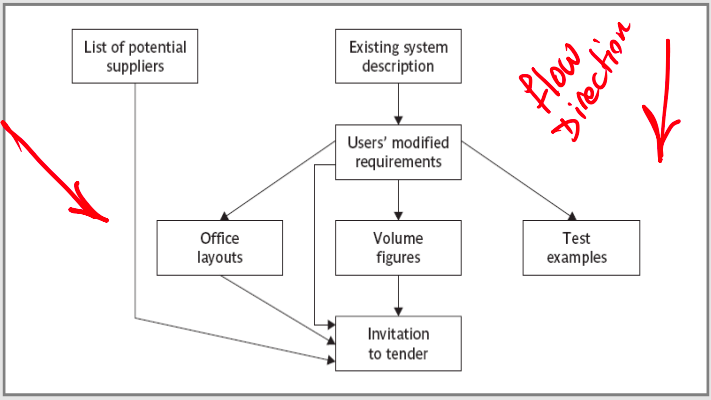 List of potential
suppliers
Existing system
description
Flow
Direction
Users' modified
requirements
Office
layouts
Volume
figures
Test
examples
Invitation
to tender